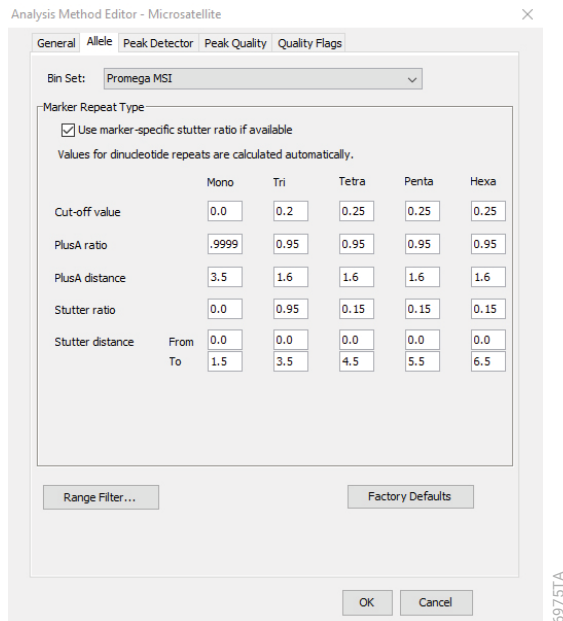 Analysis Method Editor - Microsatellite
General Allele Peak Detector Peak Quality Quality Flags
Bin Set: Promega MSI
Marker Repeat Type
Use marker-specific stutter ratio if available
Values for dinucleotide repeats are calculated automatically.
Mono Tri Tetra Penta Hexa
Cut-off value 0.0 0.2 0.25 0.25 0.25
PlusA ratio .9999 0.95 0.95 0.95 0.95
PlusA distance 3.5 1.6 1.6 1.6 1.6
Stutter ratio 0.0 0.95 0.15 0.15 0.15
Stutter distance From 0.0 0.0 0.0 0.0 0.0
To 1.5 3.5 4.5 5.5 6.5
Range Filter... Factory Defaults
OK Cancel
6975TA